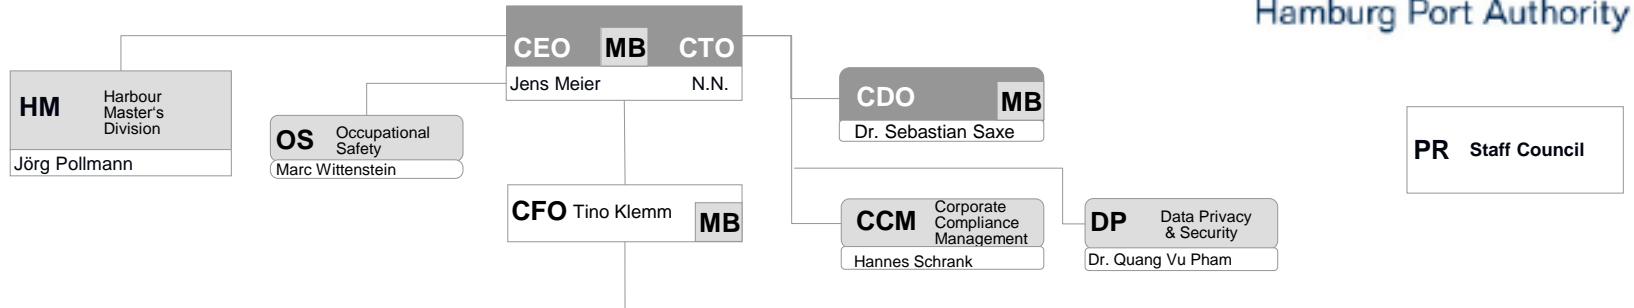 Hamburg Port Authority
CEO MB CTO
Jens Meier N.N.
HM Harbour
Master's
Division
Jörg Pollmann
OS Occupational
Safety
Marc Wittenstein
CDO MB
Dr. Sebastian Saxe
PR Staff Council
CFO Tino Klemm MB
CCM Corporate
Compliance
Management
Hannes Schrank
DP Data Privacy
& Security
Dr. Quang Vu Pham